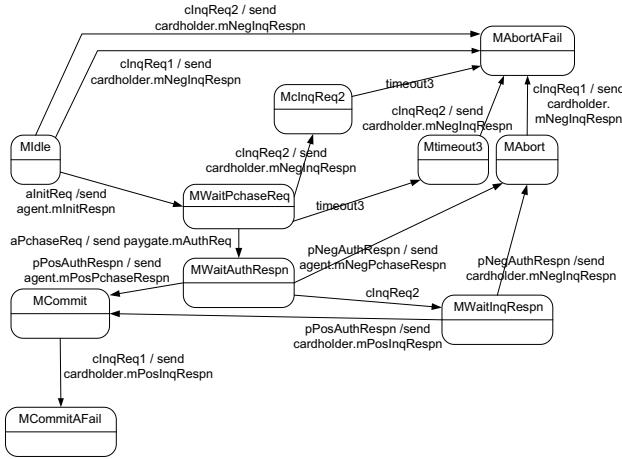 cInqReq2 / send
cardholder.mNegInqRespn
MAbortAFail
cInqReq1 / send
cardholder.mNegInqRespn
McInqReq2
timeout3
cInqReq1 / send
cardholder.
mNegInqRespn
cInqReq2 / send
cardholder.mNegInqRespn
MIdle
cInqReq2 / send
cardholder.mNegInqRespn
Mtimeout3
MAbort
aInitReq /send
agent.mInitRespn
MWaitPchaseReq
timeout3
aPchaseReq / send paygate.mAuthReq
pNegAuthRespn / send
agent.mNegPchaseRespn
pPosAuthRespn / send
agent.mPosPchaseRespn
MWaitAuthRespn
pNegAuthRespn /send
cardholder.mNegInqRespn
cInqReq2
MCommit
MWaitInqRespn
pPosAuthRespn /send
cardholder.mPosInqRespn
cInqReq1 / send
cardholder.mPosInqRespn
MCommitAFail